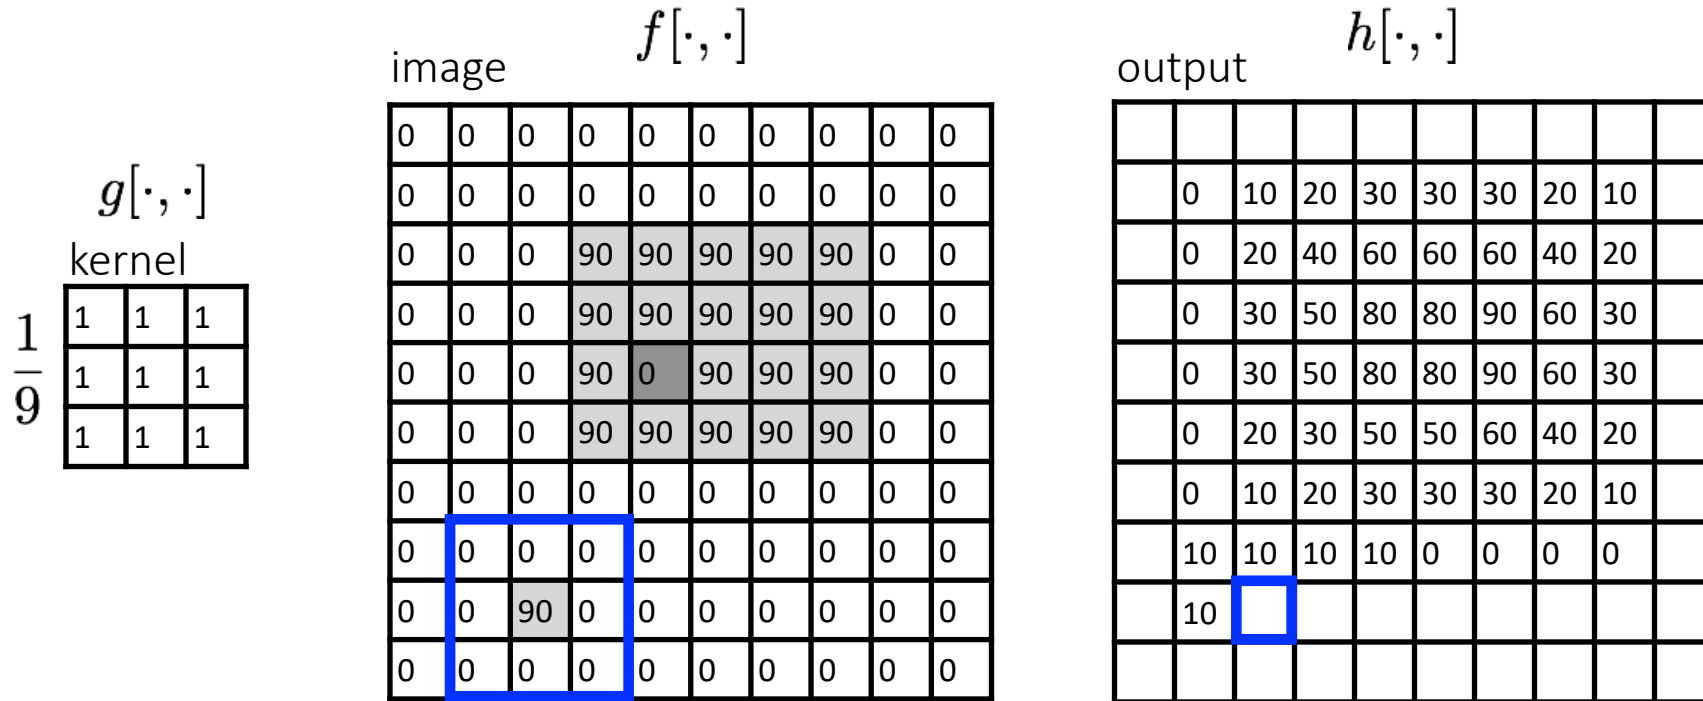 f[·, ·]
h[·, ·]
image
output
g[·, ·]
kernel
1/9
1 1 1
1 1 1
1 1 1
0 0 0 0 0 0 0 0 0 0
0 0 0 0 0 0 0 0 0 0
0 0 0 90 90 90 90 90 0 0
0 0 0 90 90 90 90 90 0 0
0 0 0 90 0 90 90 90 0 0
0 0 0 90 90 90 90 90 0 0
0 0 0 0 0 0 0 0 0 0
0 0 0 0 0 0 0 0 0 0
0 0 90 0 0 0 0 0 0 0
0 0 0 0 0 0 0 0 0 0
0 10 20 30 30 30 20 10
0 20 40 60 60 60 40 20
0 30 50 80 80 90 60 30
0 30 50 80 80 90 60 30
0 20 30 50 50 60 40 20
0 10 20 30 30 30 20 10
10 10 10 10 0 0 0 0
10